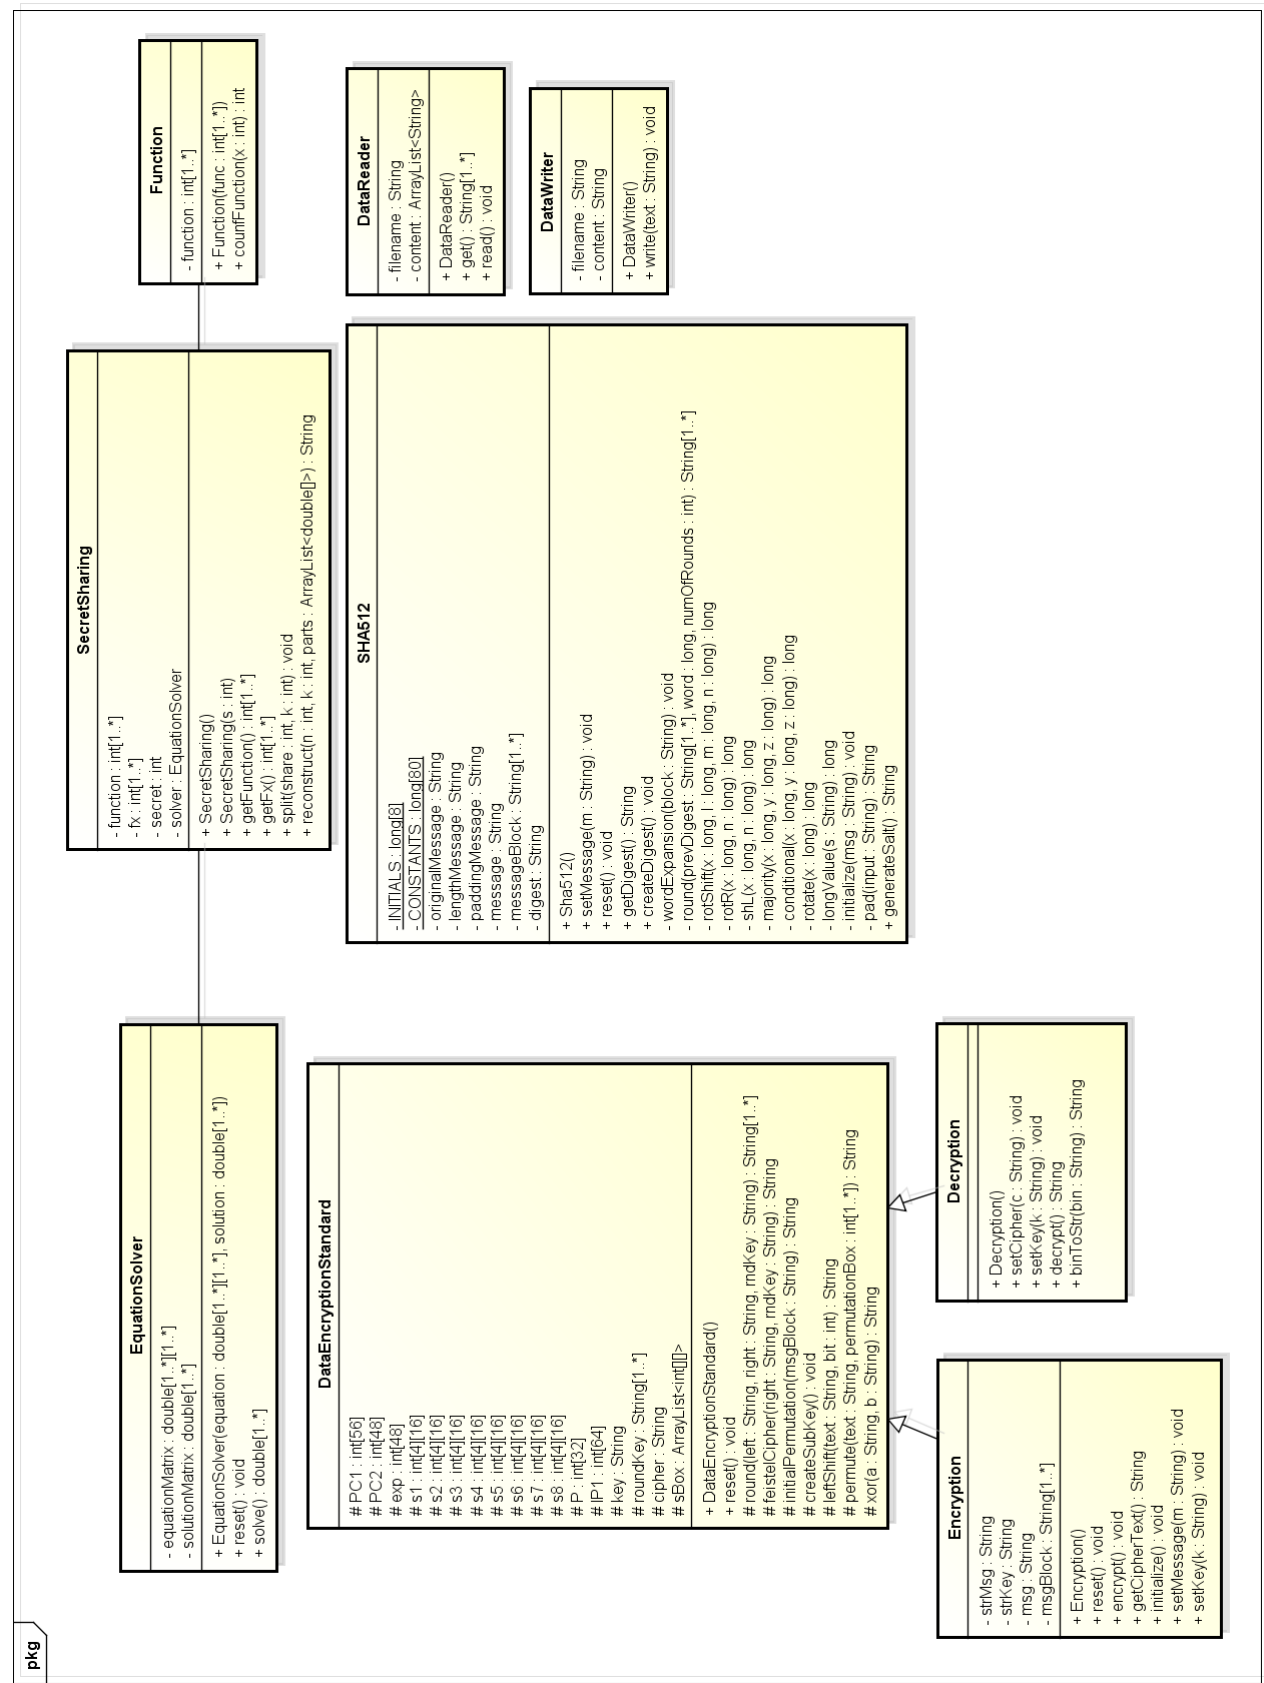 pkg
EquationSolver
- equationMatrix : double[1..*][1..*]
- solutionMatrix : double[1..*]
+ EquationSolver(equation : double[1..*][1..*], solution : double[1..*])
+ reset() : void
+ solve() : double[1..*]
SecretSharing
- function : int[1..*]
- fx : int[1..*]
- secret : int
- solver : EquationSolver
+ SecretSharing()
+ SecretSharing(s : int)
+ getFunction() : int[1..*]
+ getFx() : int[1..*]
+ split(share : int, k : int) : void
+ reconstruct(n : int, k : int, parts : ArrayList<double[]>) : String
Function
- function : int[1..*]
+ Function(func : int[1..*])
+ counfFunction(x : int) : int
DataEncryptionStandard
# PC1 : int[56]
# PC2 : int[48]
# exp : int[48]
# s1 : int[4][16]
# s2 : int[4][16]
# s3 : int[4][16]
# s4 : int[4][16]
# s5 : int[4][16]
# s6 : int[4][16]
# s7 : int[4][16]
# s8 : int[4][16]
# P : int[32]
# IP1 : int[64]
# key : String
# roundKey : String[1..*]
# cipher : String
# sBox : ArrayList<int[][]>
+ DataEncryptionStandard()
+ reset() : void
# round(left : String, right : String, rndKey : String) : String[1..*]
# feistelCipher(right : String, rndKey : String) : String
# initialPermutation(msgBlock : String) : String
# createSubKey() : void
# leftShift(text : String, bit : int) : String
# permute(text : String, permutationBox : int[1..*]) : String
# xor(a : String, b : String) : String
SHA512
- INITIALS : long[8]
- CONSTANTS : long[80]
- originalMessage : String
- lengthMessage : String
- paddingMessage : String
- message : String
- messageBlock : String[1..*]
- digest : String
+ Sha512()
+ setMessage(m : String) : void
+ reset() : void
+ getDigest() : String
+ createDigest() : void
- wordExpansion(block : String) : void
- round(prevDigest : String[1..*], word : long, numOfRounds : int) : String[1..*]
- rotShift(x : long, l : long, m : long, n : long) : long
- rotR(x : long, n : long) : long
- shL(x : long, n : long) : long
- majority(x : long, y : long, z : long) : long
- conditional(x : long, y : long, z : long) : long
- rotate(x : long) : long
- longValue(s : String) : long
- initialize(msg : String) : void
- pad(input : String) : String
+ generateSalt() : String
DataReader
- filename : String
- content : ArrayList<String>
+ DataReader()
+ get() : String[1..*]
+ read() : void
DataWriter
- filename : String
- content : String
+ DataWriter()
+ write(text : String) : void
Encryption
- strMsg : String
- strKey : String
- msg : String
- msgBlock : String[1..*]
+ Encryption()
+ reset() : void
+ encrypt() : void
+ getCipherText() : String
+ initialize() : void
+ setMessage(m : String) : void
+ setKey(k : String) : void
Decryption
+ Decryption()
+ setCipher(c : String) : void
+ setKey(k : String) : void
+ decrypt() : String
+ binToStr(bin : String) : String